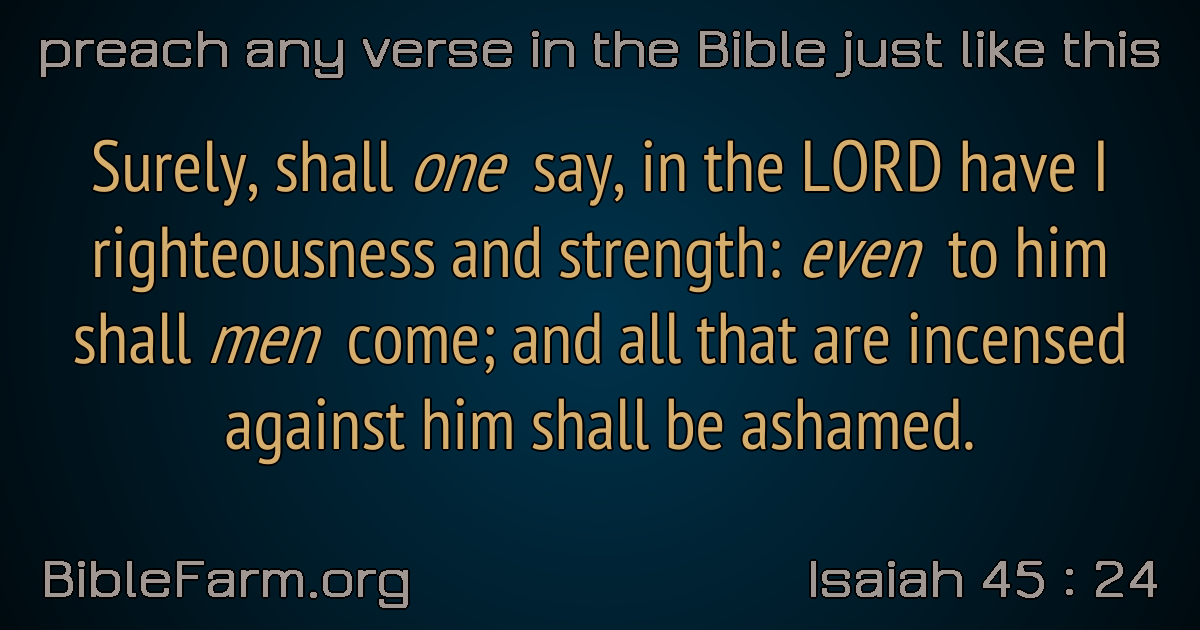 preach any verse in the Bible just like this
Surely, shall one say, in the LORD have I
righteousness and strength: even to him
shall men come; and all that are incensed
against him shall be ashamed.
BibleFarm.org
Isaiah 45 : 24